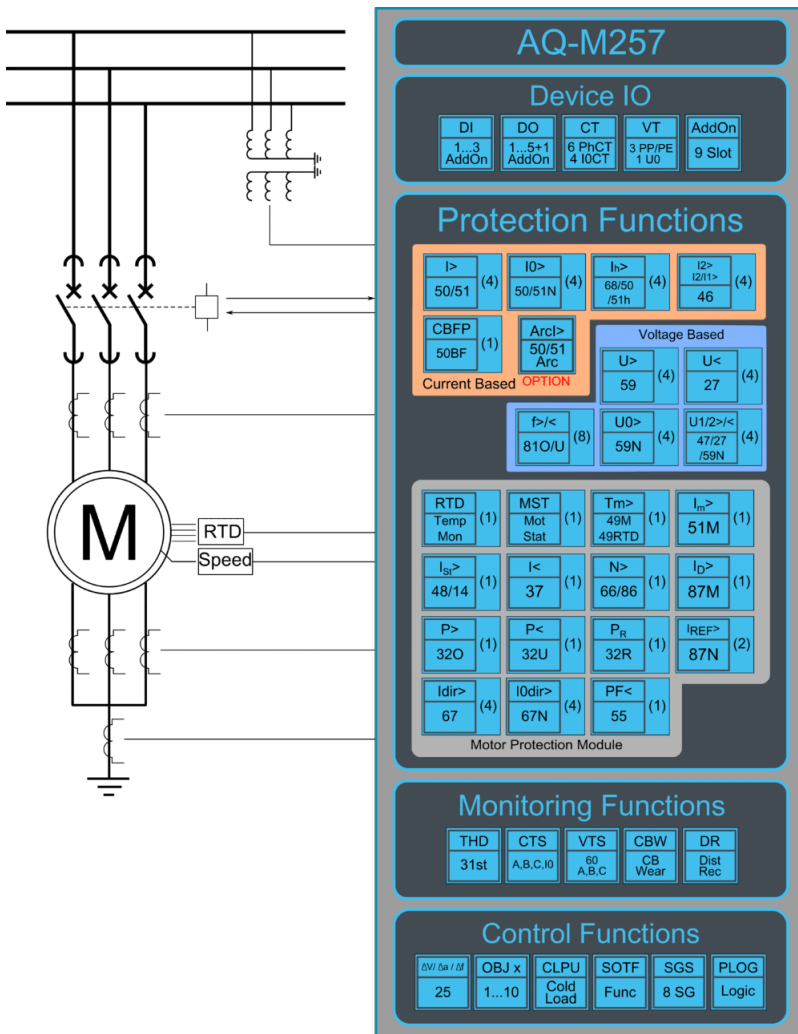 AQ-M257
Device IO
DI
1...3
AddOn
DO
1...5+1
AddOn
CT
6 PhCT
4 I0CT
VT
3 PP/PE
1 U0
AddOn
9 Slot
Protection Functions
I>
50/51
(4)
I0>
50/51N
(4)
Ih>
68/50
/51h
(4)
I2>
I2/I1>
46
(4)
CBFP
50BF
(1)
ArcI>
50/51
Arc
Current Based
OPTION
Voltage Based
U>
59
(4)
U<
27
(4)
f>/<
81O/U
(8)
U0>
59N
(4)
U1/2>/<
47/27
/59N
(4)
RTD
Temp
Mon
(1)
MST
Mot
Stat
(1)
Tm>
49M
49RTD
(1)
Im>
51M
(1)
ISt>
48/14
(1)
I<
37
(1)
N>
66/86
(1)
ID>
87M
(1)
P>
32O
(1)
P<
32U
(1)
PR
32R
(1)
IREF>
87N
(2)
Idir>
67
(4)
I0dir>
67N
(4)
PF<
55
(1)
Motor Protection Module
M
RTD
Speed
Monitoring Functions
THD
31st
CTS
A,B,C,I0
VTS
60
A,B,C
CBW
CB
Wear
DR
Dist
Rec
Control Functions
ΔV/ Δa / Δf
25
OBJ x
1...10
CLPU
Cold
Load
SOTF
Func
SGS
8 SG
PLOG
Logic